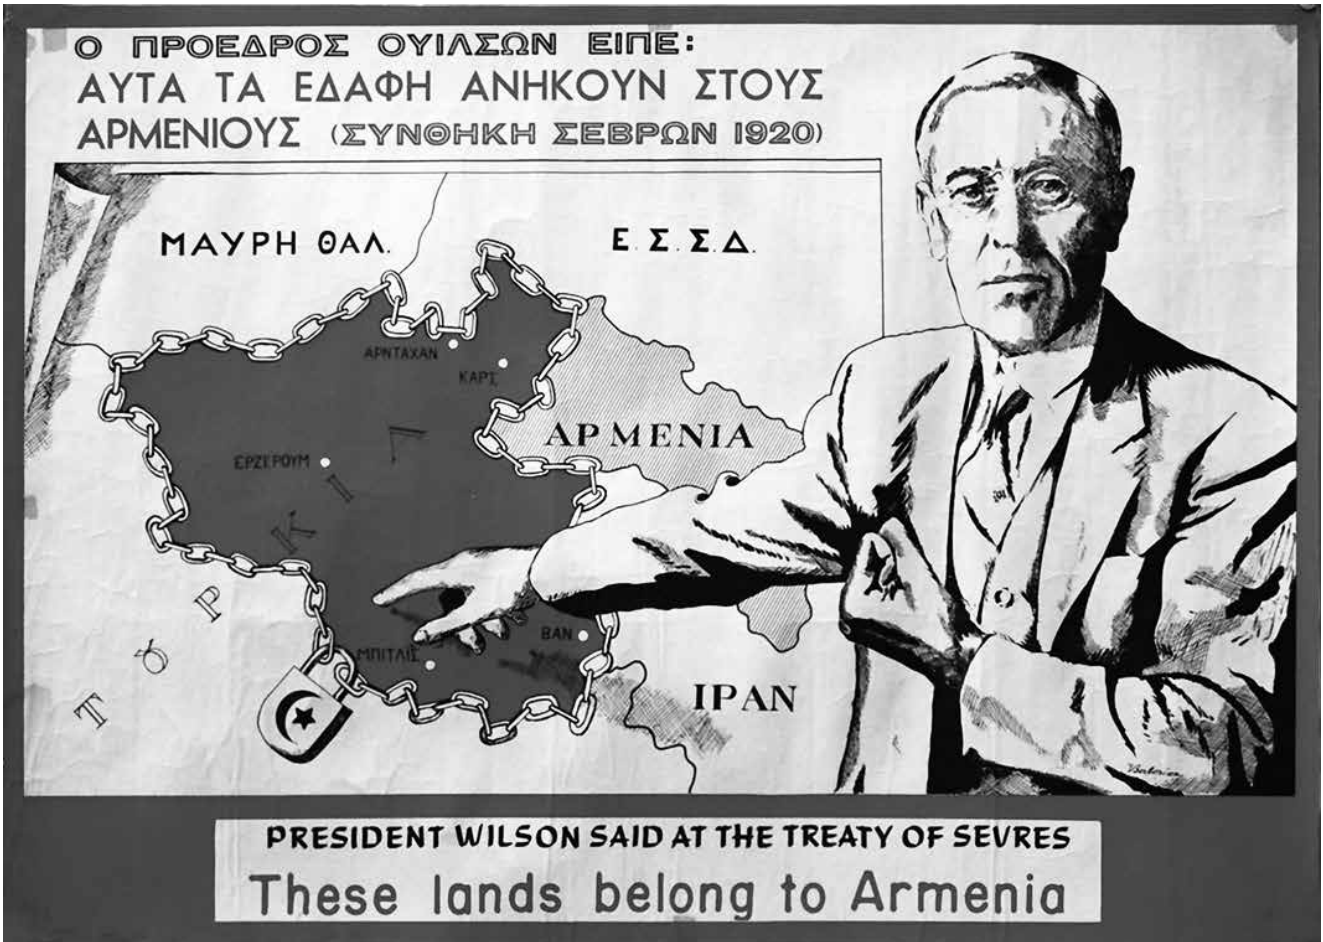 Ο ΠΡΟΕΔΡΟΣ ΟΥΙΛΣΩΝ ΕΙΠΕ:
ΑΥΤΑ ΤΑ ΕΔΑΦΗ ΑΝΗΚΟΥΝ ΣΤΟΥΣ
ΑΡΜΕΝΙΟΥΣ (ΣΥΝΘΗΚΗ ΣΕΒΡΩΝ 1920)
ΜΑΥΡΗ ΘΑΛ.
Ε.Σ.Σ.Δ.
ΑΡΝΤΑΧΑΝ
ΚΑΡΣ
ΑΡΜΕΝΙΑ
ΕΡΖΕΡΟΥΜ
ΤΟΥΡΚΙΑ
ΒΑΝ
ΜΠΙΤΛΙΣ
ΙΡΑΝ
PRESIDENT WILSON SAID AT THE TREATY OF SEVRES
These lands belong to Armenia